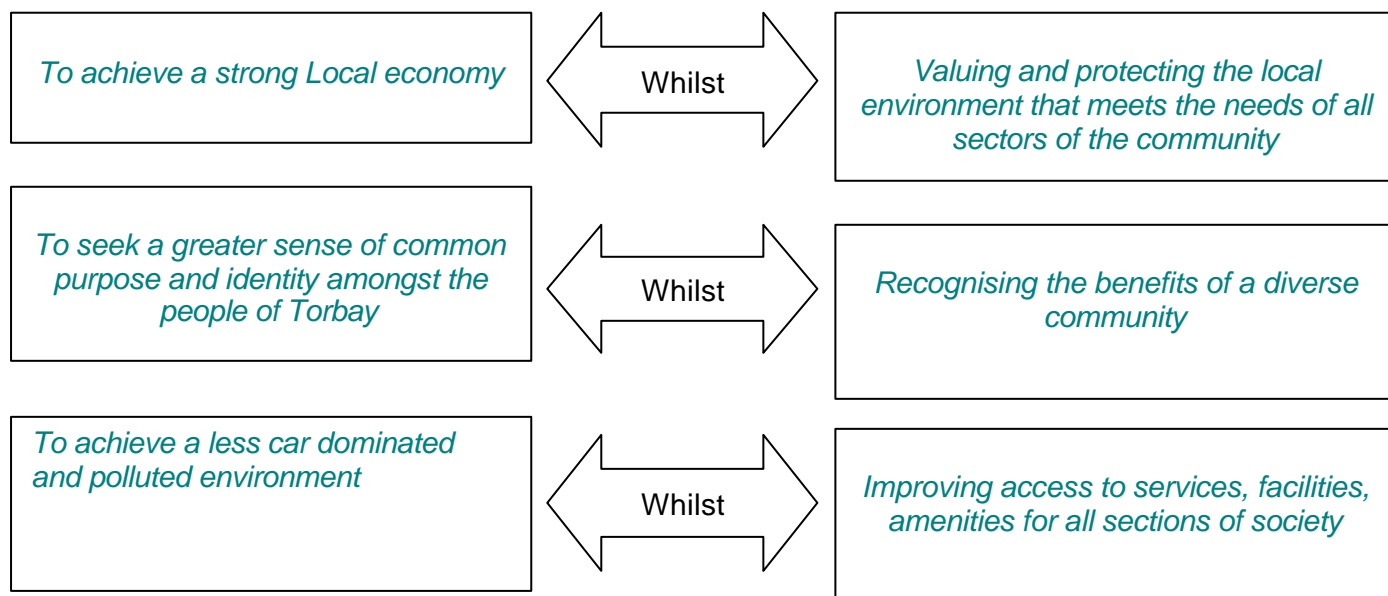 To achieve a strong Local economy
Whilst
Valuing and protecting the local
environment that meets the needs of all
sectors of the community
To seek a greater sense of common
purpose and identity amongst the
people of Torbay
Whilst
Recognising the benefits of a diverse
community
To achieve a less car dominated
and polluted environment
Whilst
Improving access to services, facilities,
amenities for all sections of society